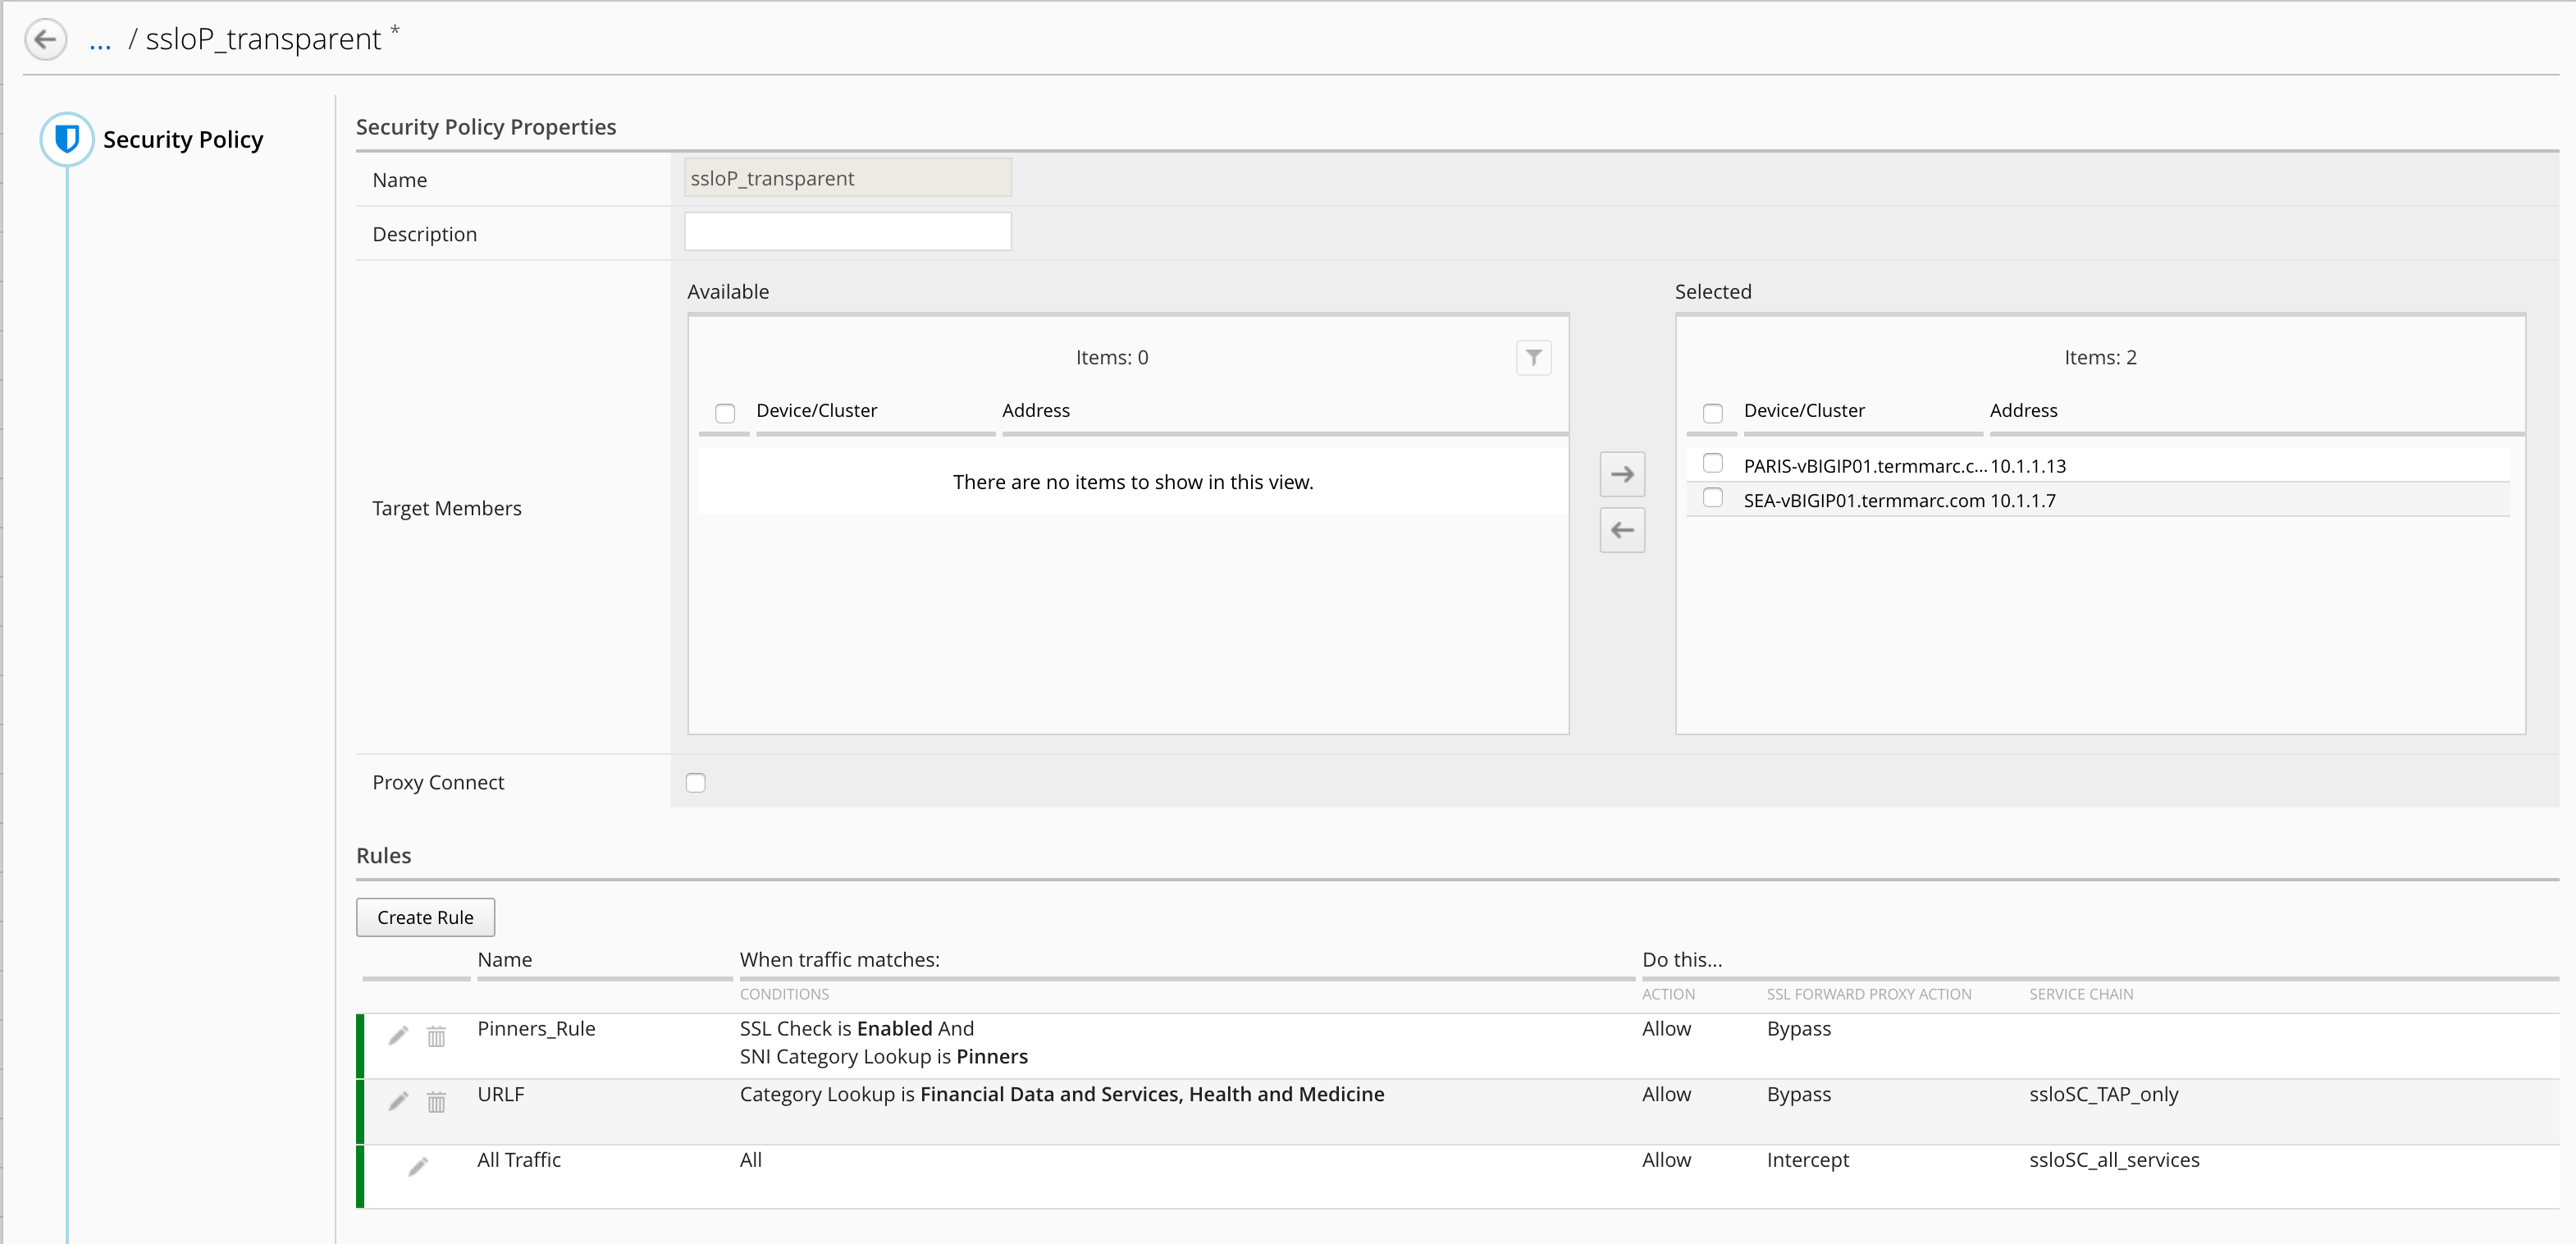 ... / ssloP_transparent *
Security Policy
Security Policy Properties
Name
ssloP_transparent
Description
Target Members
Available
Items: 0
Device/Cluster Address
There are no items to show in this view.
Selected
Items: 2
Device/Cluster Address
PARIS-vBIGIP01.termmarc.c... 10.1.1.13
SEA-vBIGIP01.termmarc.com 10.1.1.7
Proxy Connect
Rules
Create Rule
Name When traffic matches: Do this...
CONDITIONS ACTION SSL FORWARD PROXY ACTION SERVICE CHAIN
Pinners_Rule SSL Check is Enabled And Allow Bypass
SNI Category Lookup is Pinners
URLF Category Lookup is Financial Data and Services, Health and Medicine Allow Bypass ssloSC_TAP_only
All Traffic All Allow Intercept ssloSC_all_services